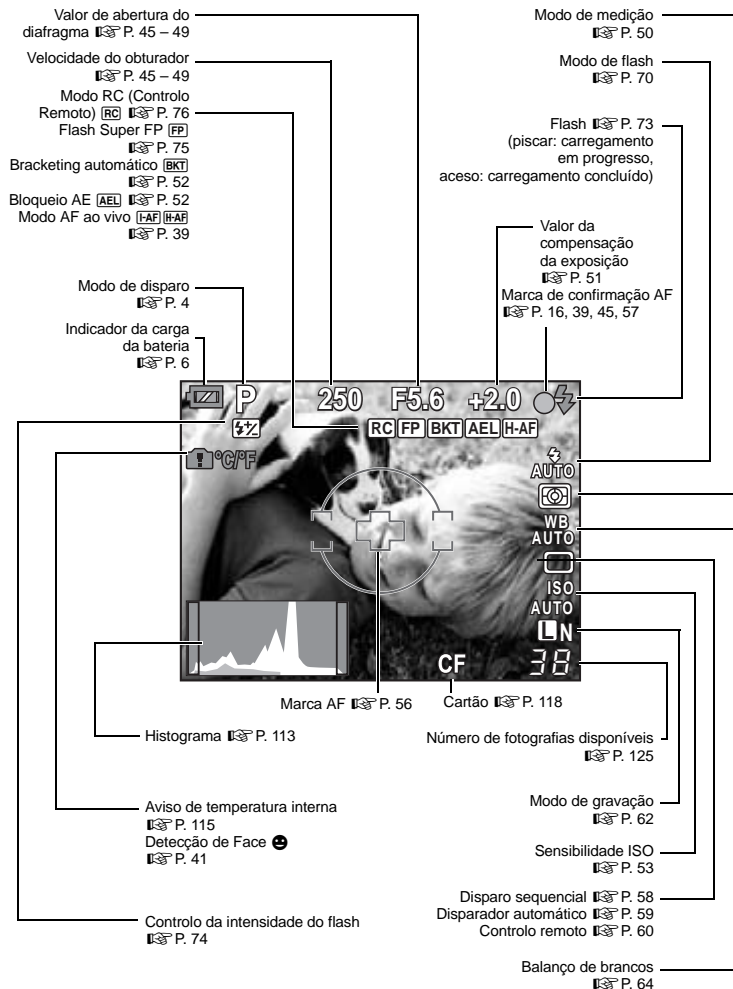 Valor de abertura do
diafragma ☞ P. 45 – 49
Velocidade do obturador
☞ P. 45 – 49
Modo RC (Controlo
Remoto) RC ☞ P. 76
Flash Super FP FP
☞ P. 75
Bracketing automático BKT
☞ P. 52
Bloqueio AE AEL ☞ P. 52
Modo AF ao vivo I-AF H-AF
☞ P. 39
Modo de disparo
☞ P. 4
Indicador da carga
da bateria
☞ P. 6
Modo de medição
☞ P. 50
Modo de flash
☞ P. 70
Flash ☞ P. 73
(piscar: carregamento
em progresso,
aceso: carregamento concluído)
Valor da
compensação
da exposição
☞ P. 51
Marca de confirmação AF
☞ P. 16, 39, 45, 57
P 250 F5.6 +2.0
RC FP BKT AEL H-AF
°C/°F
AUTO
WB
AUTO
ISO
AUTO
L N
CF 38
Marca AF ☞ P. 56
Cartão ☞ P. 118
Histograma ☞ P. 113
Número de fotografias disponíveis
☞ P. 125
Aviso de temperatura interna
☞ P. 115
Detecção de Face
☞ P. 41
Modo de gravação
☞ P. 62
Sensibilidade ISO
☞ P. 53
Disparo sequencial ☞ P. 58
Disparador automático ☞ P. 59
Controlo remoto ☞ P. 60
Controlo da intensidade do flash
☞ P. 74
Balanço de brancos
☞ P. 64